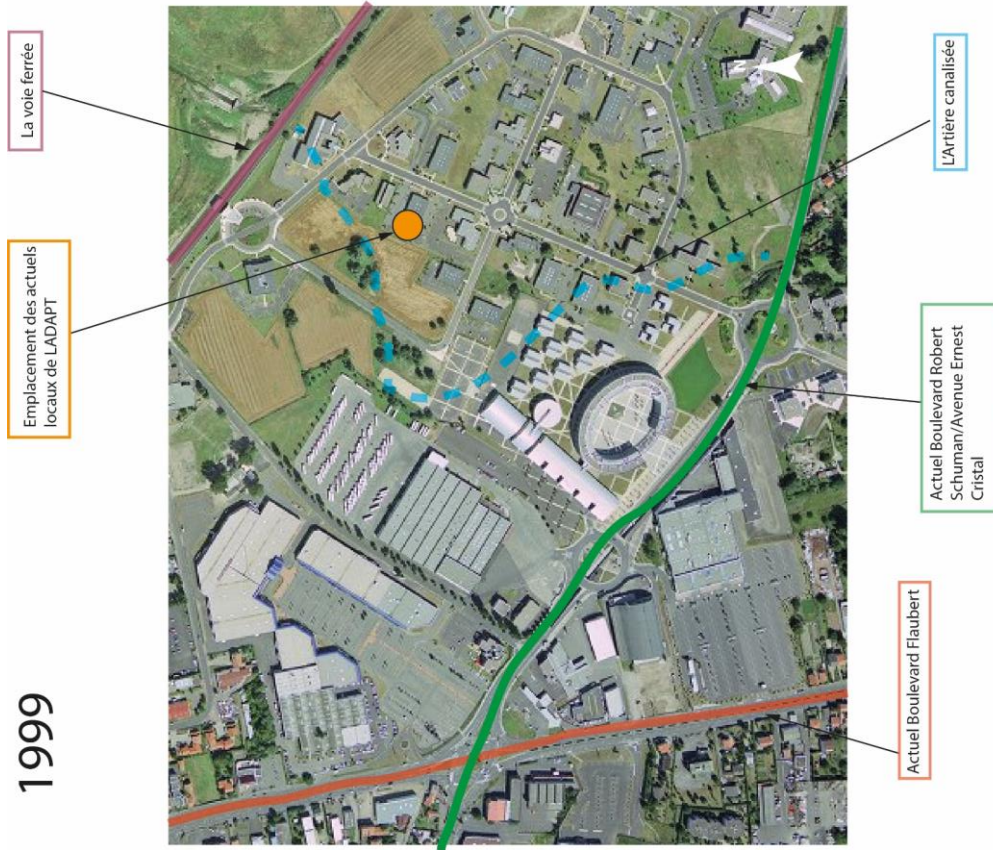 1999
Emplacement des actuels
locaux de LADAPT
La voie ferrée
Actuel Boulevard Flaubert
Actuel Boulevard Robert
Schuman/Avenue Ernest
Cristal
L'Artière canalisée
N